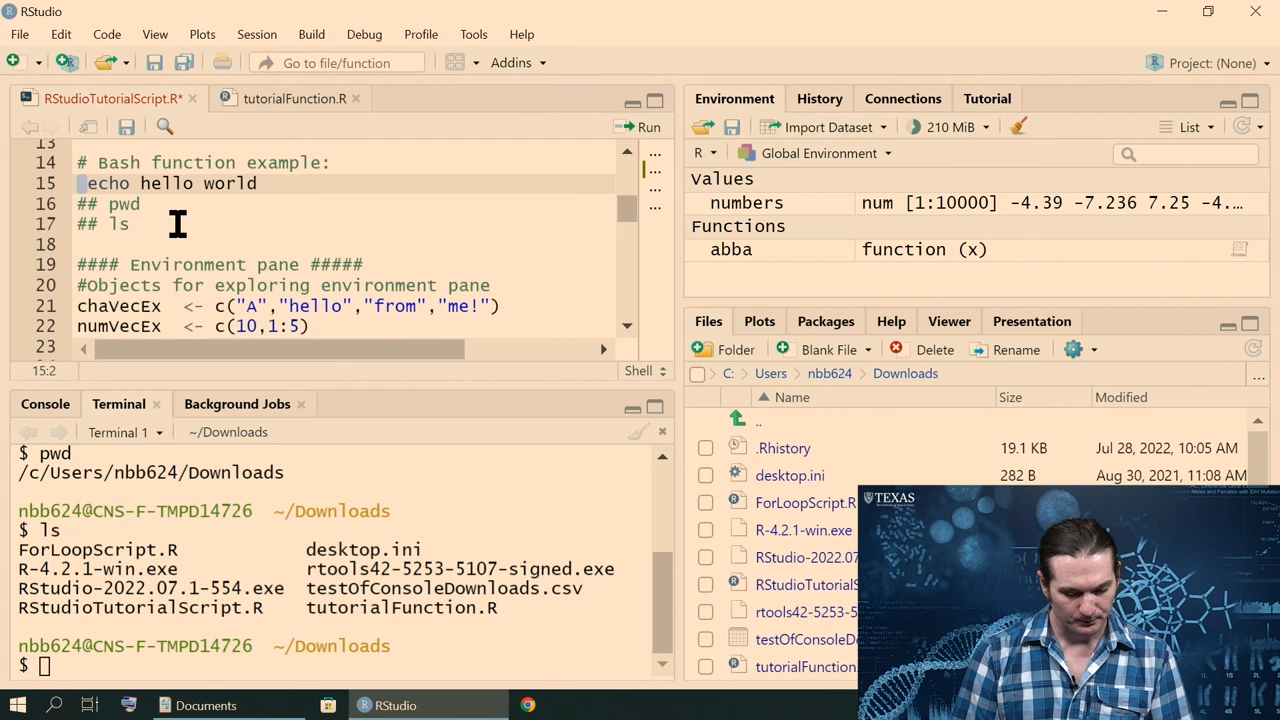 RStudio
File Edit Code View Plots Session Build Debug Profile Tools Help
Go to file/function Addins Project: (None)
RStudioTutorialScript.R* tutorialFunction.R
Run
13
14 # Bash function example:
15 echo hello world
16 ## pwd
17 ## ls
18
19 #### Environment pane #####
20 #Objects for exploring environment pane
21 chaVecEx <- c("A","hello","from","me!")
22 numVecEx <- c(10,1:5)
23
15:2 Shell
Console Terminal Background Jobs
Terminal 1 ~/Downloads
$ pwd
/c/Users/nbb624/Downloads
nbb624@CNS-F-TMPD14726 ~/Downloads
$ ls
ForLoopScript.R desktop.ini
R-4.2.1-win.exe rtools42-5253-5107-signed.exe
RStudio-2022.07.1-554.exe testOfConsoleDownloads.csv
RStudioTutorialScript.R tutorialFunction.R
nbb624@CNS-F-TMPD14726 ~/Downloads
$
Environment History Connections Tutorial
Import Dataset 210 MiB List
R Global Environment
Values
numbers num [1:10000] -4.39 -7.236 7.25 -4.…
Functions
abba function (x)
Files Plots Packages Help Viewer Presentation
Folder Blank File Delete Rename
C: Users nbb624 Downloads ...
Name Size Modified
..
.Rhistory 19.1 KB Jul 28, 2022, 10:05 AM
desktop.ini 282 B Aug 30, 2021, 11:08 AM
ForLoopScript.R
R-4.2.1-win.exe
RStudio-2022.07
RStudioTutorialS
rtools42-5253-5
testOfConsoleDo
tutorialFunction.
TEXAS
Documents RStudio